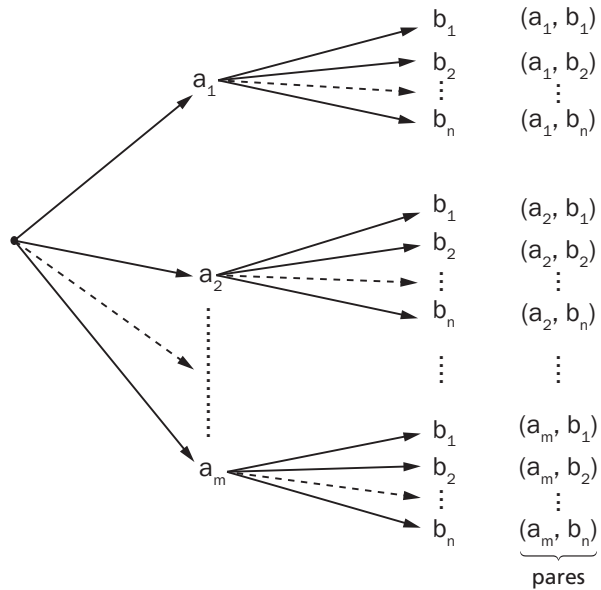 b₁ (a₁, b₁)
b₂ (a₁, b₂)
a₁
bₙ (a₁, bₙ)
b₁ (a₂, b₁)
b₂ (a₂, b₂)
a₂
bₙ (a₂, bₙ)
b₁ (aₘ, b₁)
b₂ (aₘ, b₂)
aₘ
bₙ (aₘ, bₙ)
pares